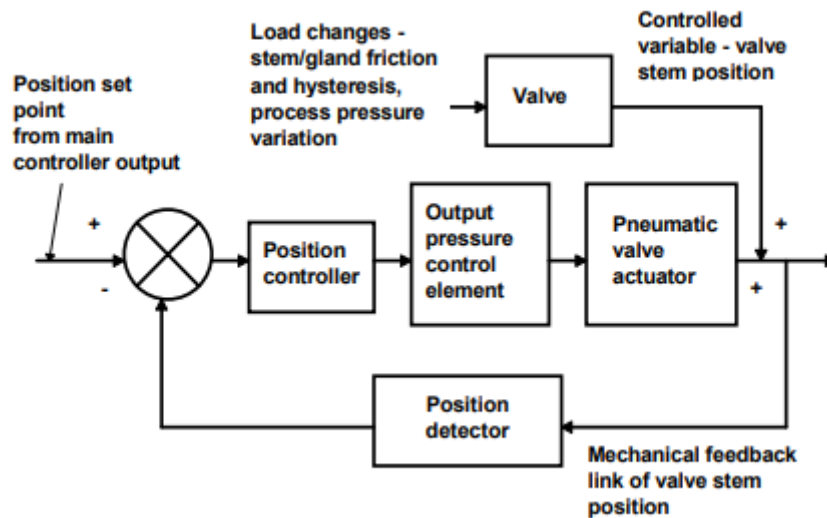 Load changes -
stem/gland friction
and hysteresis,
process pressure
variation
Controlled
variable - valve
stem position
Valve
Position set
point
from main
controller output
+
-
Position
controller
Output
pressure
control
element
Pneumatic
valve
actuator
+
+
Position
detector
Mechanical feedback
link of valve stem
position